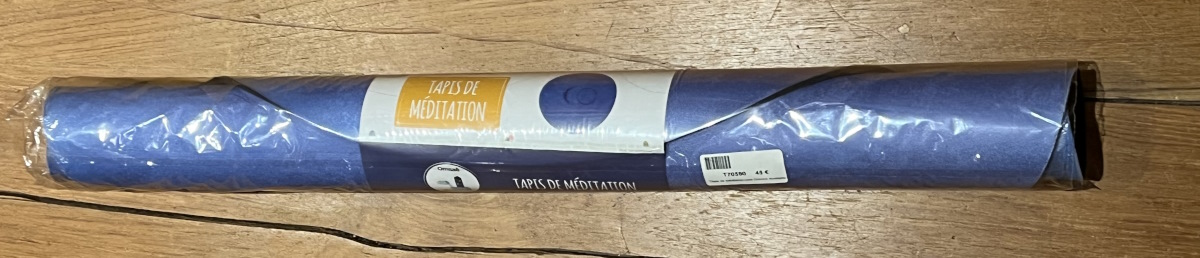 TAPIS DE
MÉDITATION
TAPIS DE MÉDITATION
T70590 45 €